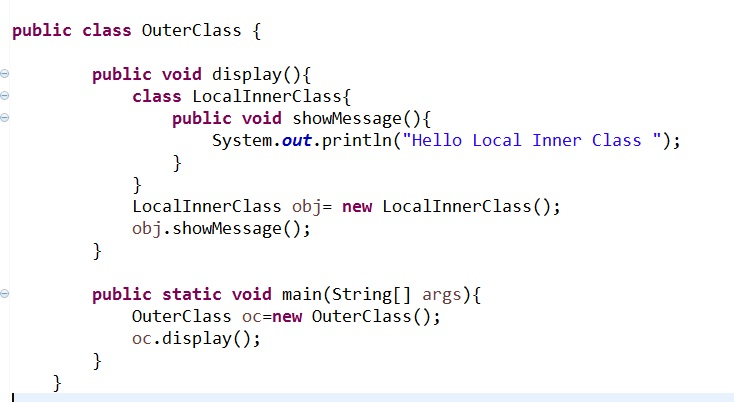 public class OuterClass {
public void display(){
class LocalInnerClass{
public void showMessage(){
System.out.println("Hello Local Inner Class ");
}
}
LocalInnerClass obj= new LocalInnerClass();
obj.showMessage();
}
public static void main(String[] args){
OuterClass oc=new OuterClass();
oc.display();
}
}